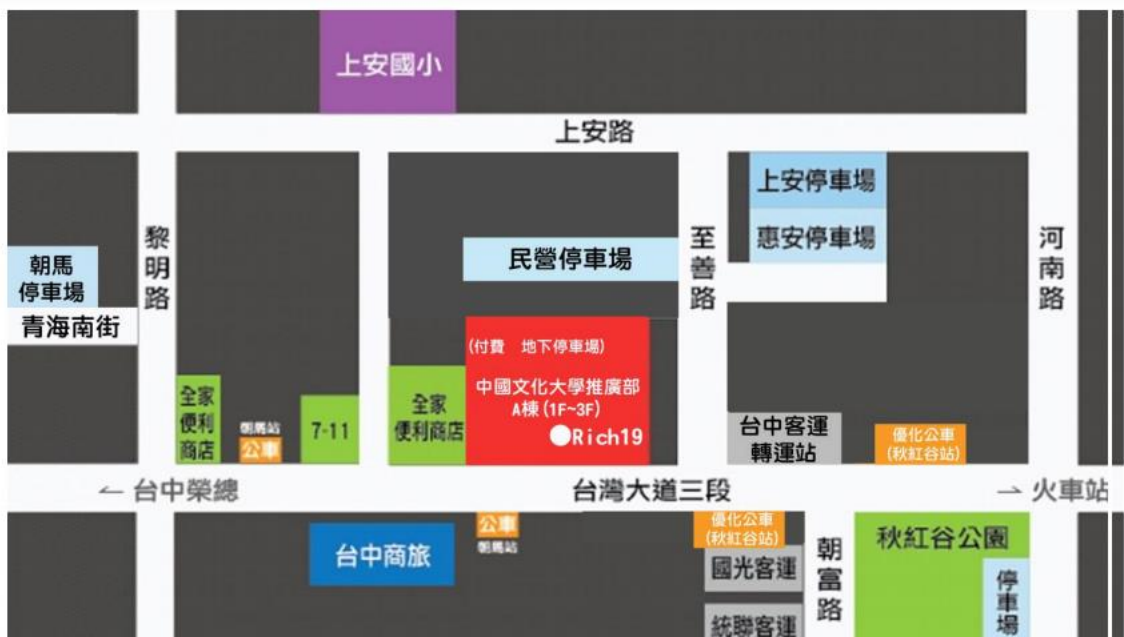 上安國小
上安路
上安停車場
惠安停車場
黎明路
至善路
河南路
朝馬
停車場
青海南街
民營停車場
(付費 地下停車場)
中國文化大學推廣部
A棟(1F~3F)
Rich19
全家
便利
商店
朝馬站
公車
7-11
全家
便利商店
台中客運
轉運站
優化公車
(秋紅谷站)
← 台中榮總
台灣大道三段
→ 火車站
台中商旅
公車
朝馬站
優化公車
(秋紅谷站)
國光客運
統聯客運
朝富路
秋紅谷公園
停車場